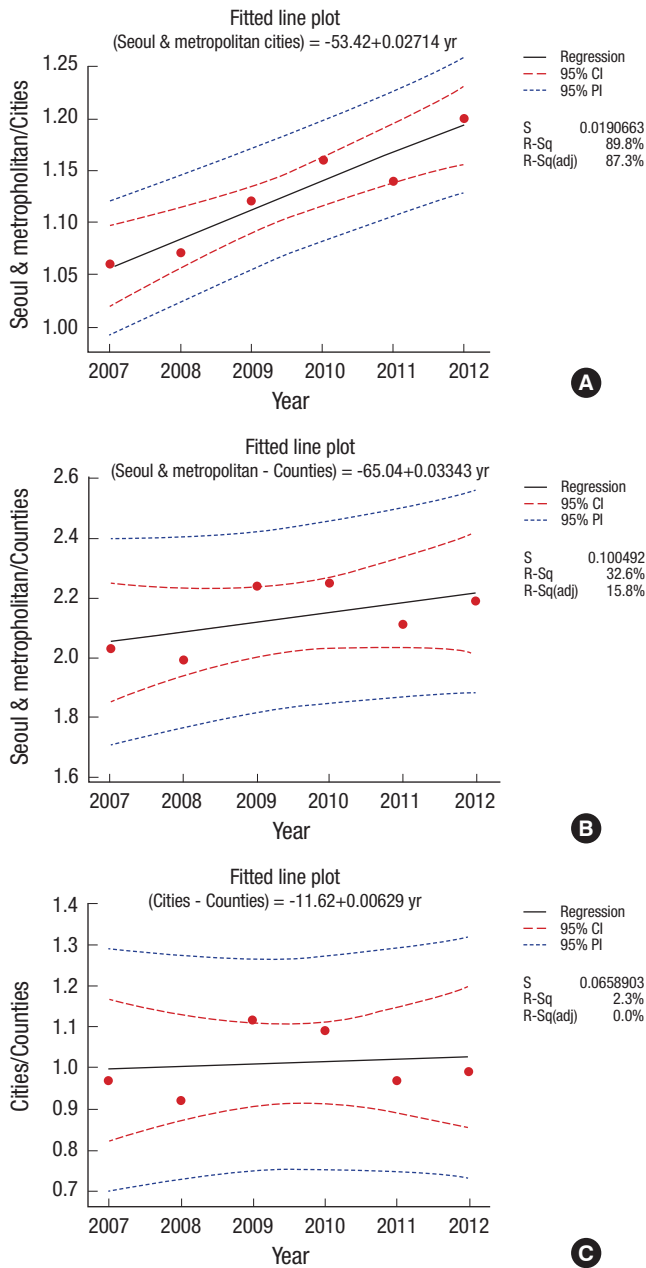 Fitted line plot
(Seoul & metropolitan cities) = -53.42+0.02714 yr
Seoul & metropholitan/Cities
1.25
1.20
1.15
1.10
1.05
1.00
2007 2008 2009 2010 2011 2012
Year
Regression
95% CI
95% PI
S 0.0190663
R-Sq 89.8%
R-Sq(adj) 87.3%
A
Fitted line plot
(Seoul & metropolitan - Counties) = -65.04+0.03343 yr
Seoul & metropholitan/Counties
2.6
2.4
2.2
2.0
1.8
1.6
2007 2008 2009 2010 2011 2012
Year
Regression
95% CI
95% PI
S 0.100492
R-Sq 32.6%
R-Sq(adj) 15.8%
B
Fitted line plot
(Cities - Counties) = -11.62+0.00629 yr
Cities/Counties
1.4
1.3
1.2
1.1
1.0
0.9
0.8
0.7
2007 2008 2009 2010 2011 2012
Year
Regression
95% CI
95% PI
S 0.0658903
R-Sq 2.3%
R-Sq(adj) 0.0%
C